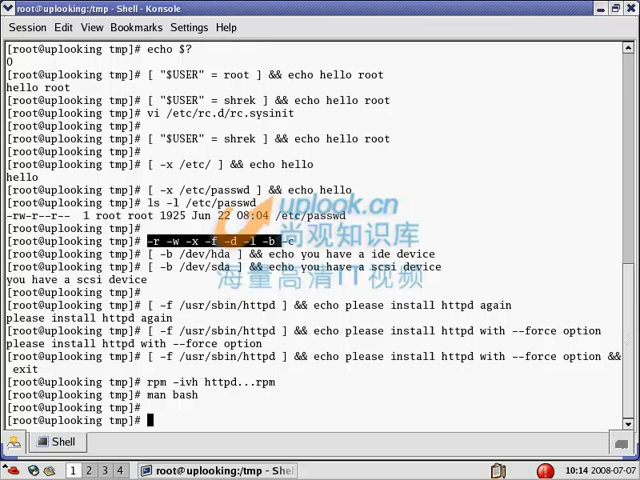 root@uplooking:/tmp - Shell - Konsole
Session Edit View Bookmarks Settings Help
[root@uplooking tmp]# echo $?
0
[root@uplooking tmp]# [ "$USER" = root ] && echo hello root
hello root
[root@uplooking tmp]# [ "$USER" = shrek ] && echo hello root
[root@uplooking tmp]# vi /etc/rc.d/rc.sysinit
[root@uplooking tmp]#
[root@uplooking tmp]# [ "$USER" = shrek ] && echo hello root
[root@uplooking tmp]#
[root@uplooking tmp]# [ -x /etc/ ] && echo hello
hello
[root@uplooking tmp]# [ -x /etc/passwd ] && echo hello
[root@uplooking tmp]# ls -l /etc/passwd
-rw-r--r-- 1 root root 1925 Jun 22 08:04 /etc/passwd
[root@uplooking tmp]#
[root@uplooking tmp]# -r -w -x -f -d -l -b -c
[root@uplooking tmp]# [ -b /dev/hda ] && echo you have a ide device
[root@uplooking tmp]# [ -b /dev/sda ] && echo you have a scsi device
you have a scsi device
[root@uplooking tmp]#
[root@uplooking tmp]# [ -f /usr/sbin/httpd ] && echo please install httpd again
please install httpd again
[root@uplooking tmp]# [ -f /usr/sbin/httpd ] && echo please install httpd with --force option
please install httpd with --force option
[root@uplooking tmp]# [ -f /usr/sbin/httpd ] && echo please install httpd with --force option &&
exit
[root@uplooking tmp]# rpm -ivh httpd...rpm
[root@uplooking tmp]# man bash
[root@uplooking tmp]#
[root@uplooking tmp]#
uplook.cn
尚观知识库
海量高清IT视频
Shell
1 2 3 4 root@uplooking:/tmp - Shell 10:14 2008-07-07